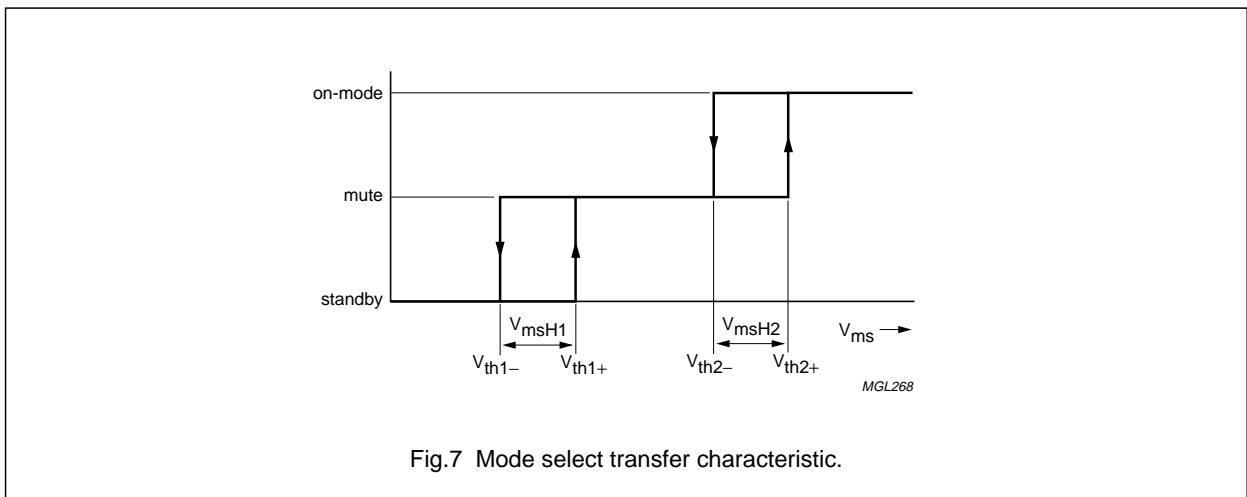 on-mode
mute
standby
VmsH1
VmsH2
Vms
Vth1−
Vth1+
Vth2−
Vth2+
MGL268
Fig.7 Mode select transfer characteristic.